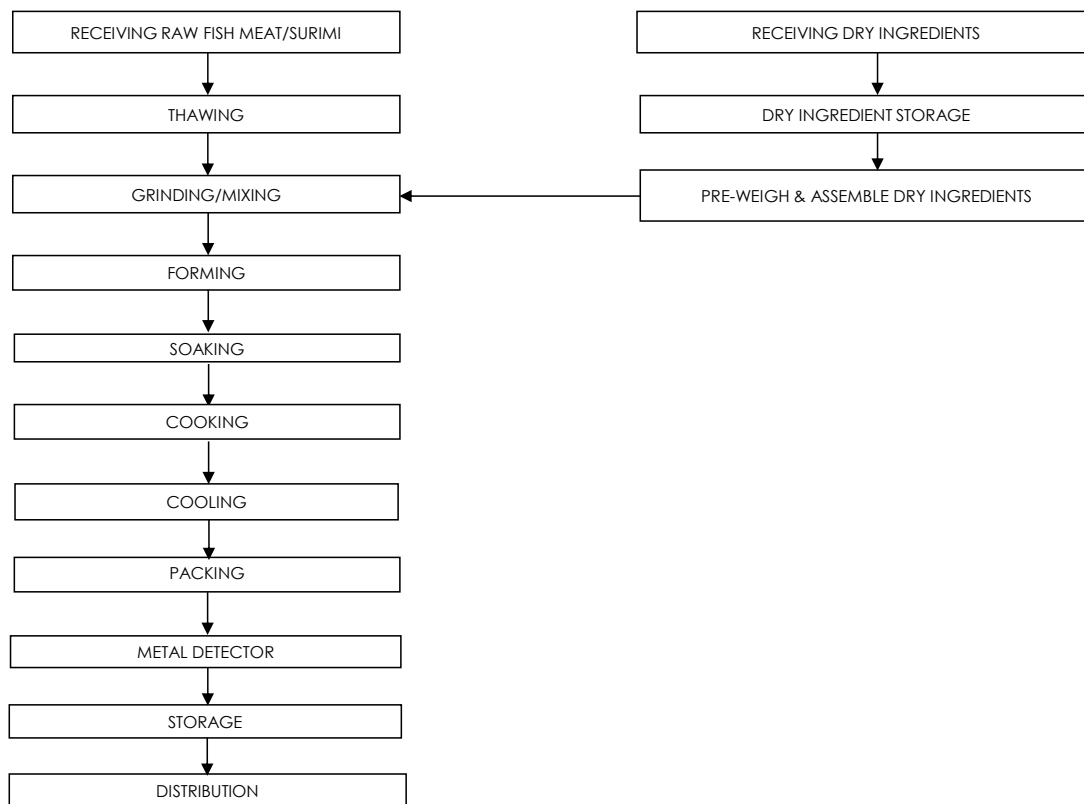 RECEIVING RAW FISH MEAT/SURIMI
RECEIVING DRY INGREDIENTS
THAWING
DRY INGREDIENT STORAGE
GRINDING/MIXING
PRE-WEIGH & ASSEMBLE DRY INGREDIENTS
FORMING
SOAKING
COOKING
COOLING
PACKING
METAL DETECTOR
STORAGE
DISTRIBUTION